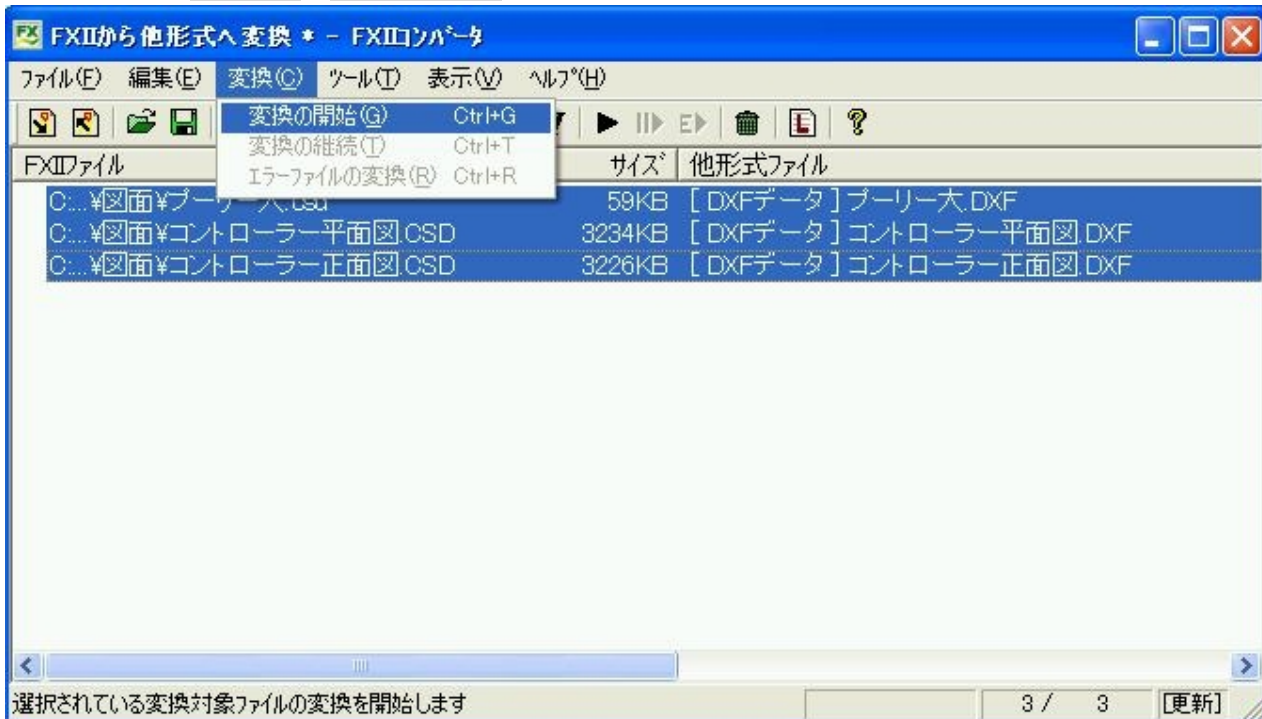 FXIIから他形式へ変換 * - FXIIコンバータ
ファイル(F) 編集(E) 変換(C) ツール(T) 表示(V) ヘルプ(H)
変換の開始(G) Ctrl+G
変換の継続(T) Ctrl+T
エラーファイルの変換(R) Ctrl+R
FXIIファイル サイズ 他形式ファイル
C:...¥図面¥プーリー大.csd 59KB [ DXFデータ ] プーリー大.DXF
C:...¥図面¥コントローラー平面図.CSD 3234KB [ DXFデータ ] コントローラー平面図.DXF
C:...¥図面¥コントローラー正面図.CSD 3226KB [ DXFデータ ] コントローラー正面図.DXF
選択されている変換対象ファイルの変換を開始します 3 / 3 [更新]